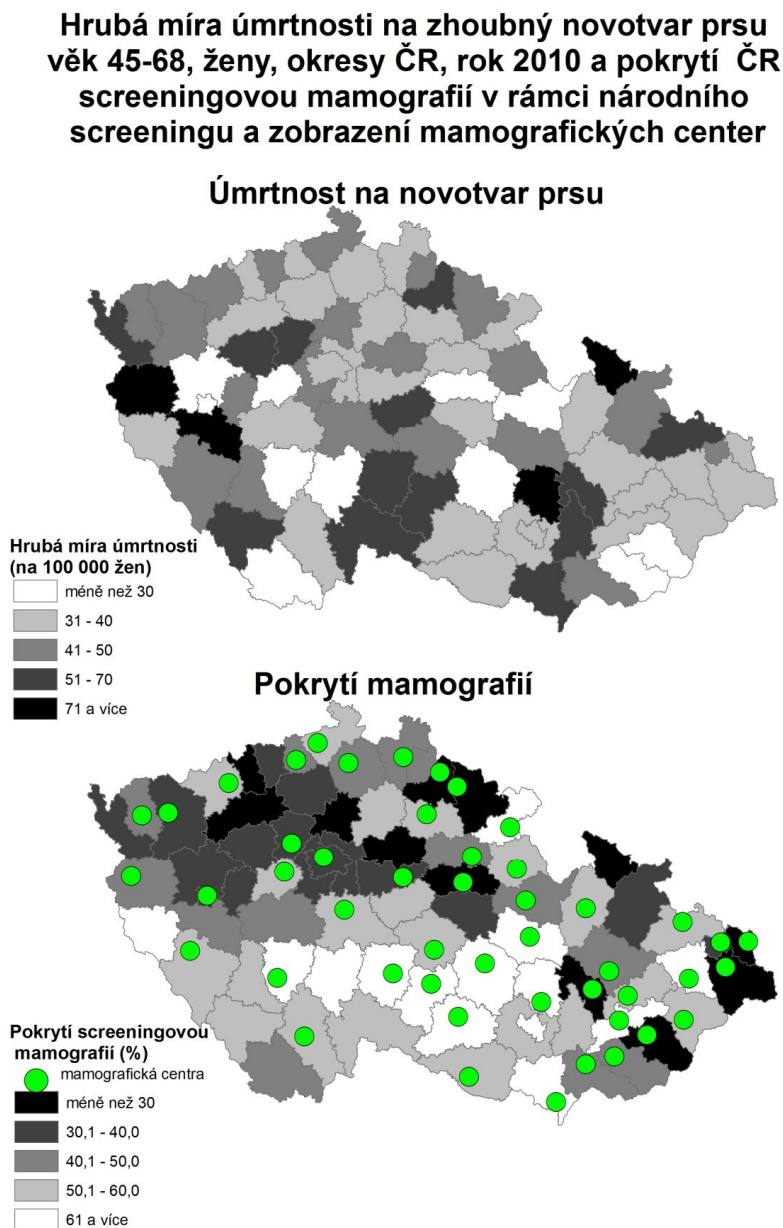 Hrubá míra úmrtnosti na zhoubný novotvar prsu
věk 45-68, ženy, okresy ČR, rok 2010 a pokrytí ČR
screeningovou mamografií v rámci národního
screeningu a zobrazení mamografických center
Úmrtnost na novotvar prsu
Hrubá míra úmrtnosti
(na 100 000 žen)
méně než 30
31 - 40
41 - 50
51 - 70
71 a více
Pokrytí mamografií
Pokrytí screeningovou
mamografií (%)
mamografická centra
méně než 30
30,1 - 40,0
40,1 - 50,0
50,1 - 60,0
61 a více